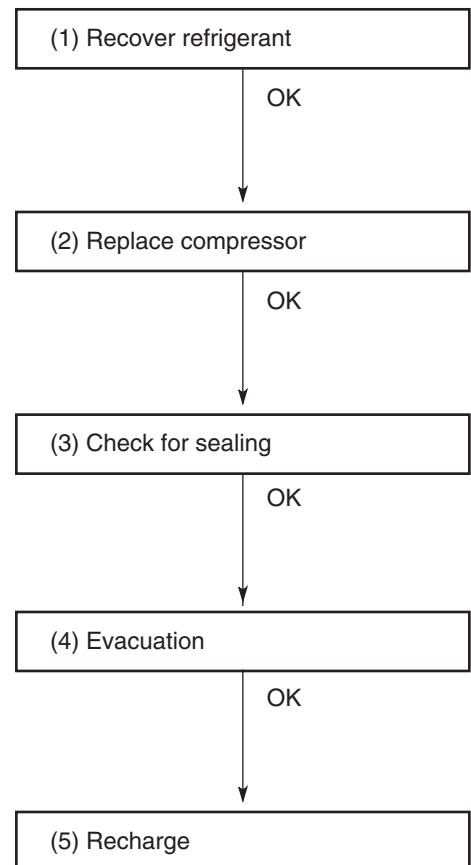 (1) Recover refrigerant
OK
(2) Replace compressor
OK
(3) Check for sealing
OK
(4) Evacuation
OK
(5) Recharge